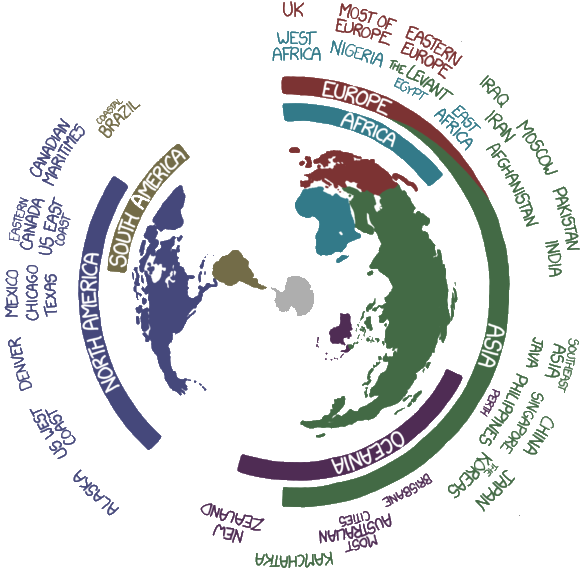 UK
MOST OF
EUROPE
EASTERN
EUROPE
WEST
AFRICA
NIGERIA
THE LEVANT
EGYPT
EAST
AFRICA
IRAQ
IRAN
MOSCOW
AFGHANISTAN
PAKISTAN
INDIA
EUROPE
AFRICA
ASIA
SOUTHEAST
ASIA
JAVA
PERTH
PHILIPPINES
SINGAPORE
CHINA
THE
KOREAS
JAPAN
OCEANIA
BRISBANE
MOST
AUSTRALIAN
CITIES
KAMCHATKA
NEW
ZEALAND
ALASKA
US WEST
COAST
DENVER
MEXICO
CHICAGO
TEXAS
EASTERN
CANADA
US EAST
COAST
CANADIAN
MARITIMES
COASTAL
BRAZIL
NORTH AMERICA
SOUTH AMERICA